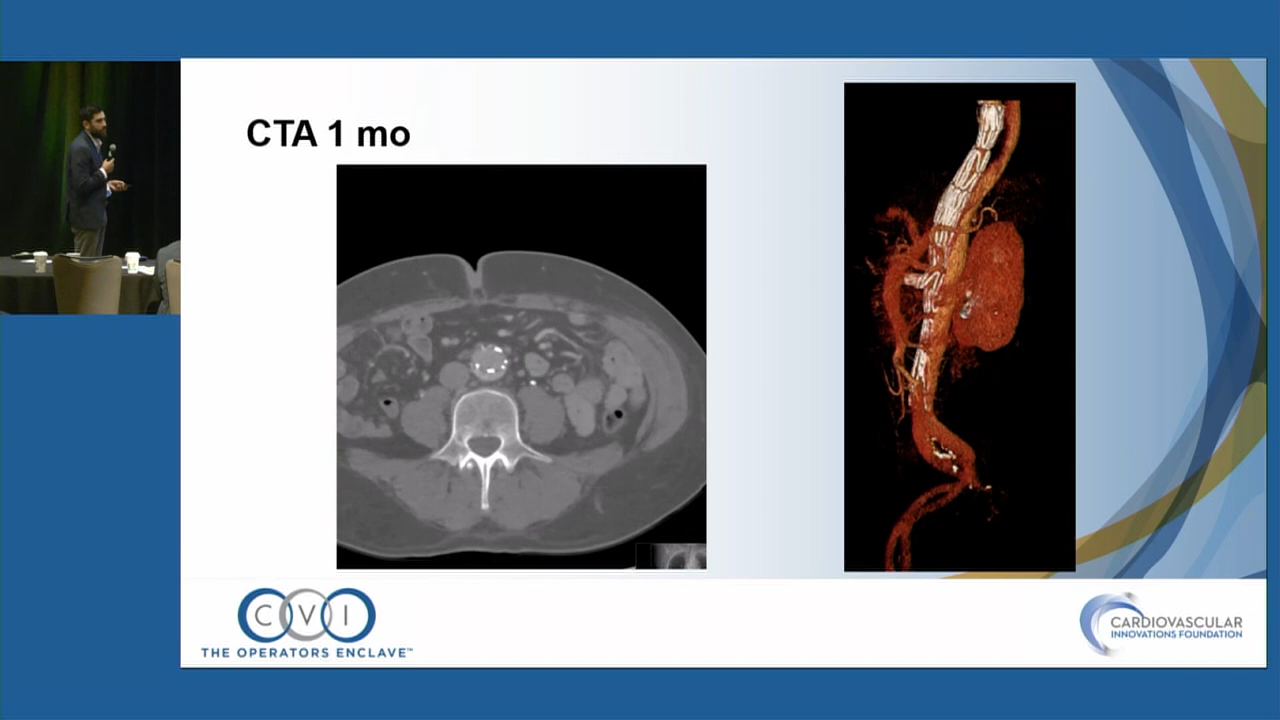 CTA 1 mo
CVI
THE OPERATORS ENCLAVE™
CARDIOVASCULAR
INNOVATIONS FOUNDATION